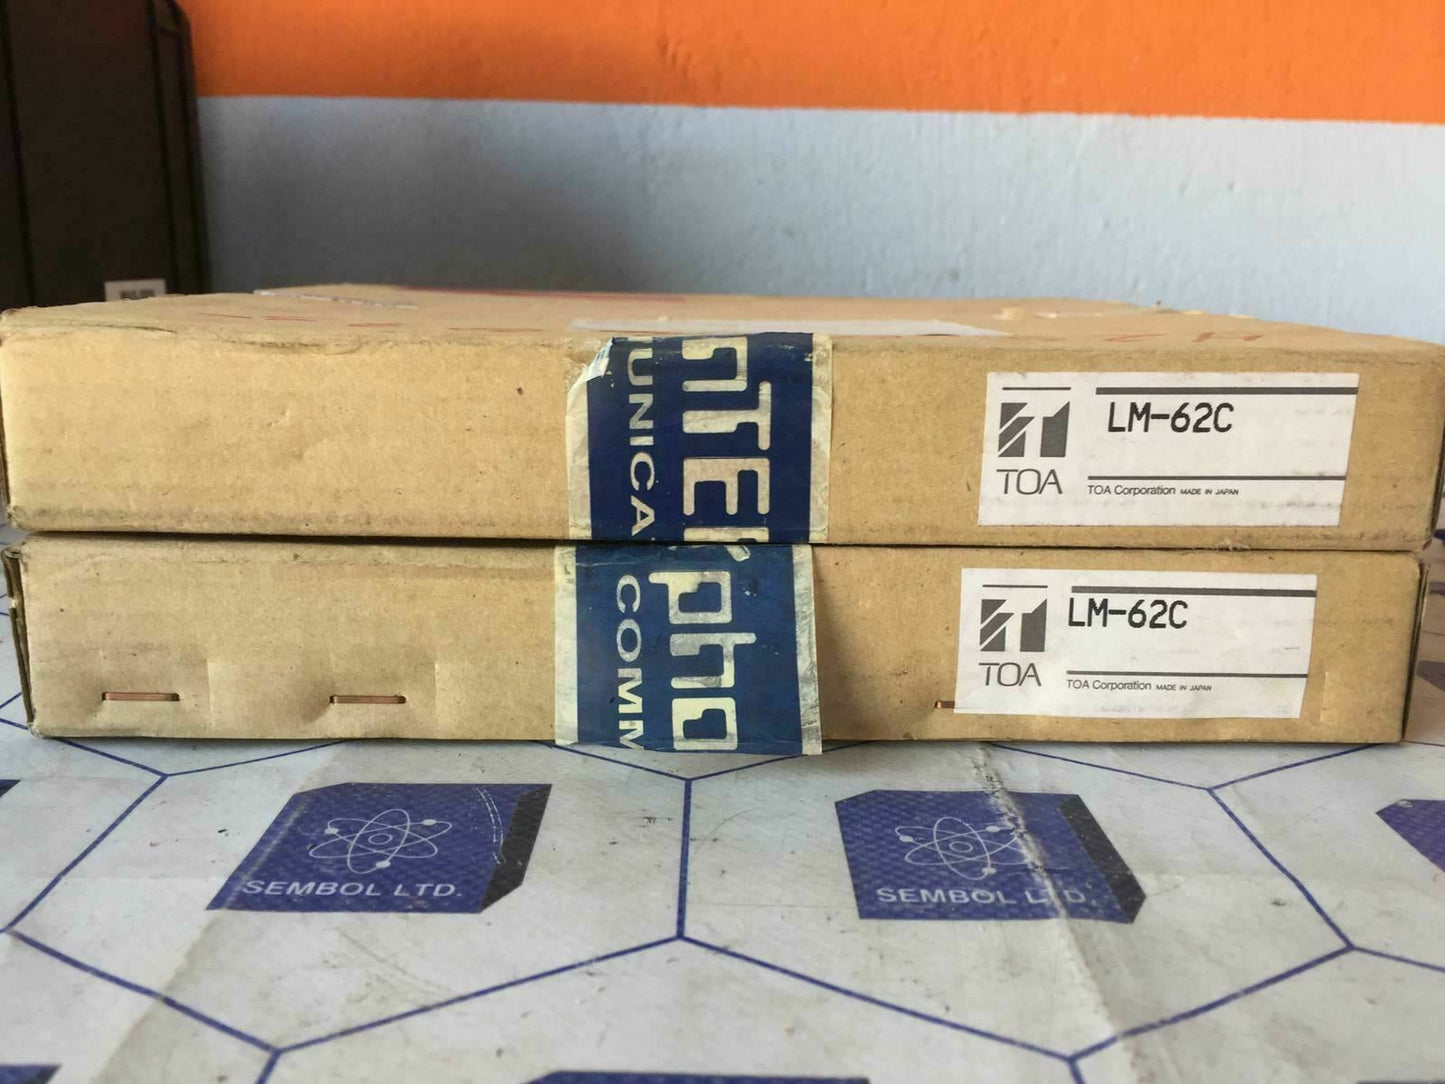 LM-62C
TOA
TOA Corporation MADE IN JAPAN
LM-62C
TOA
TOA Corporation MADE IN JAPAN
SEMBOL LTD.
SEMBOL LTD.